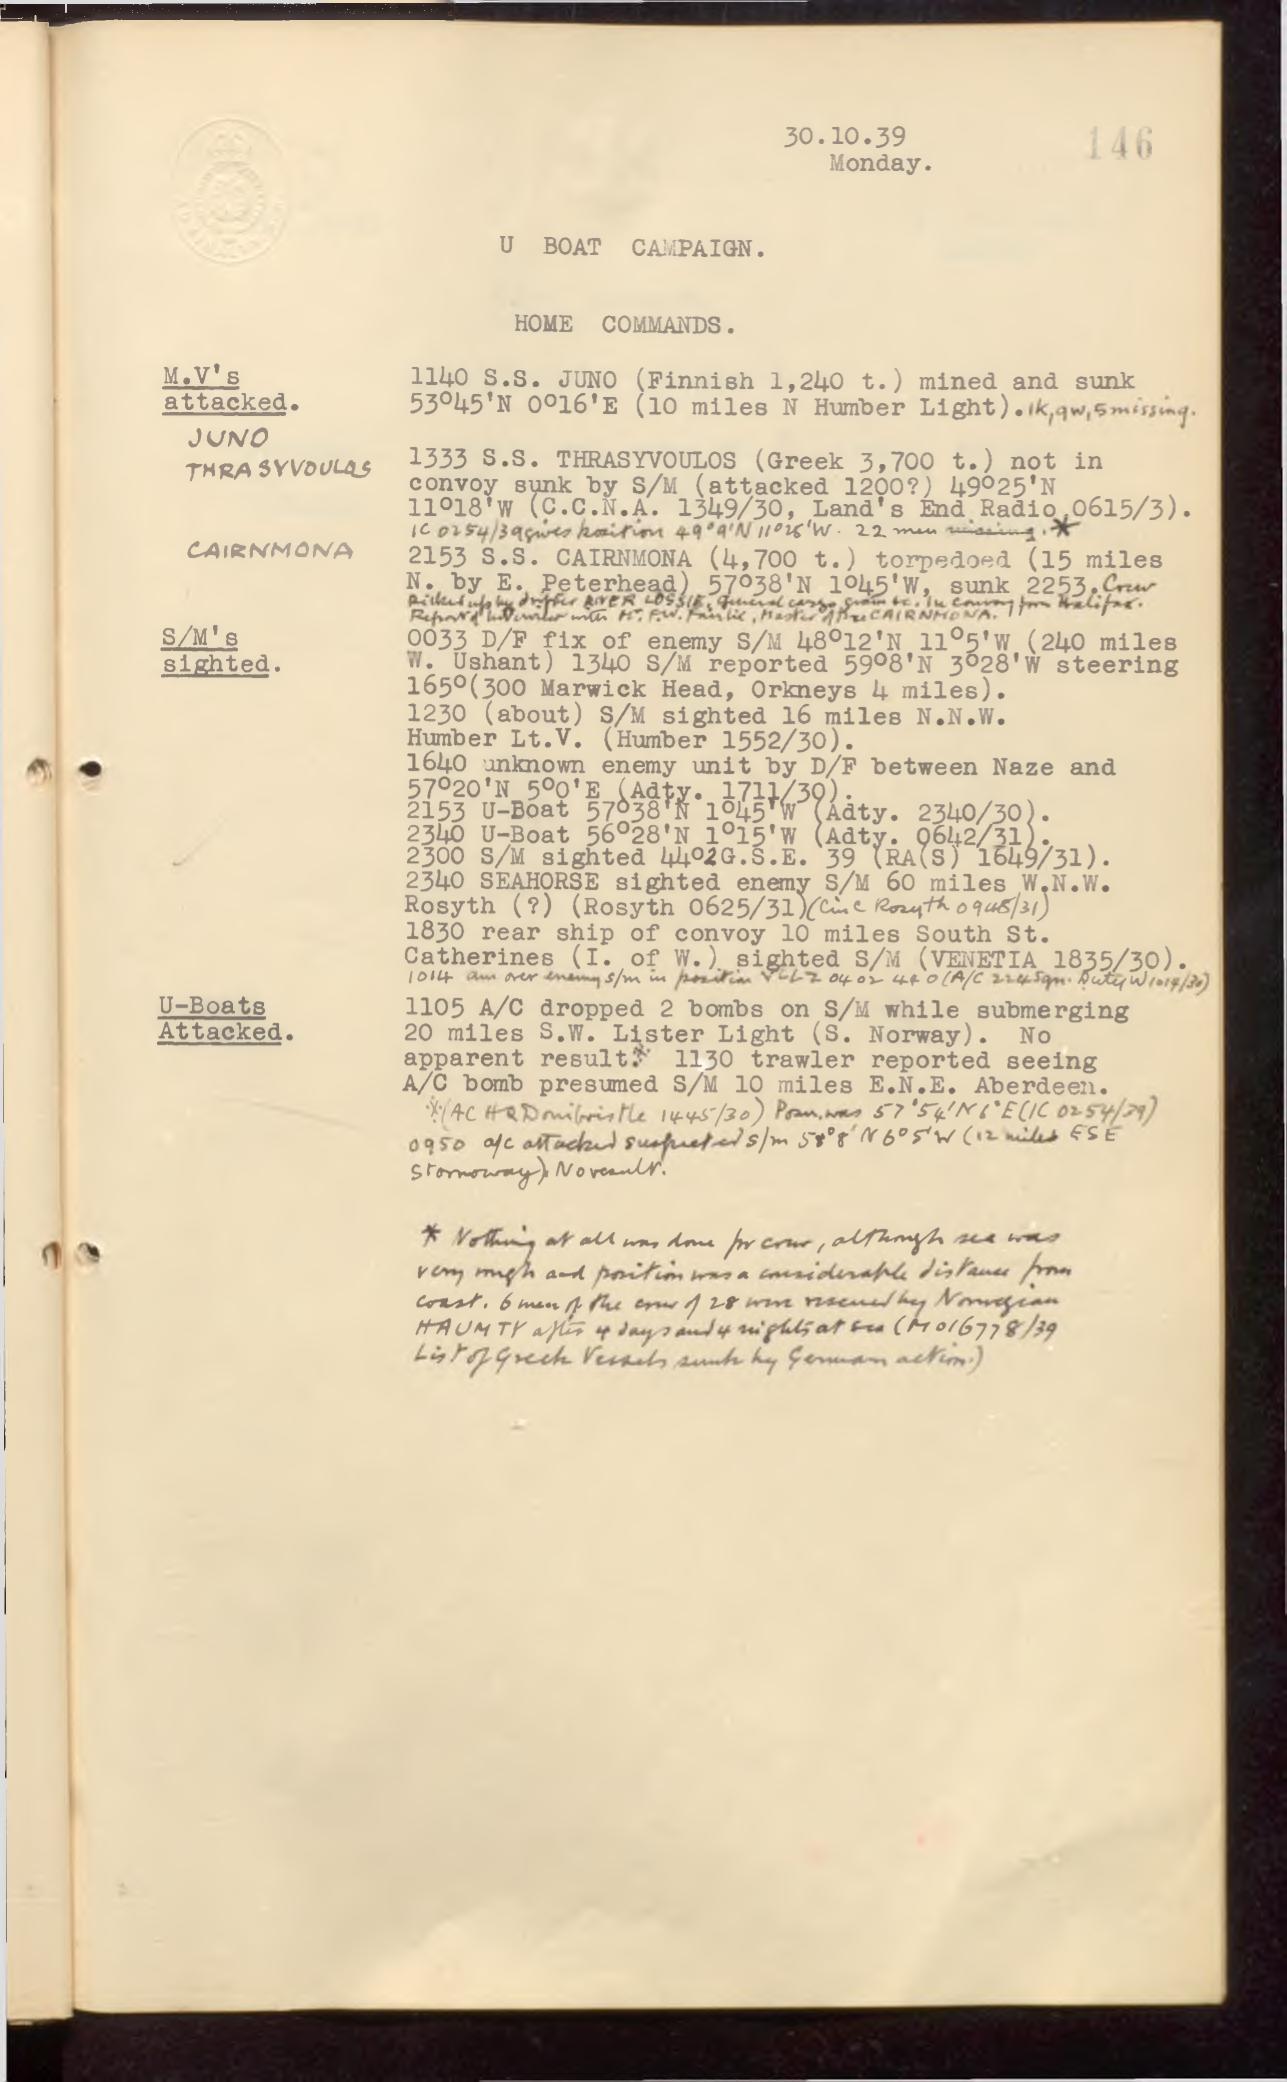 30.10.39
146
Monday.
U BOAT CAMPAIGN.
HOME COMMANDS.
M.V's
attacked.
1140 S.S. JUNO (Finnish 1,240 t.) mined and sunk
53°45'N 0°16'E (10 miles N Humber Light). 1k, 9w, 5 missing.
JUNO
THRASYVOULOS
1333 S.S. THRASYVOULOS (Greek 3,700 t.) not in
convoy sunk by S/M (attacked 1200?) 49°25'N
11°18'W (C.C.N.A. 1349/30, Land's End Radio 0615/3).
IC 0254/39 gives position 49°9'N 11°26'W. 22 men missing. *
CAIRNMONA
2153 S.S. CAIRNMONA (4,700 t.) torpedoed (15 miles
N. by E. Peterhead) 57°38'N 1°45'W, sunk 2253. Crew
picked up by drifter RIVER LOSSIE. General cargo grain etc. In convoy from Halifax.
Report of Interview with Mr. F.W. Fairlie, Master of the CAIRNMONA.
S/M's
sighted.
0033 D/F fix of enemy S/M 48°12'N 11°5'W (240 miles
W. Ushant) 1340 S/M reported 59°8'N 3°28'W steering
165°(300 Marwick Head, Orkneys 4 miles).
1230 (about) S/M sighted 16 miles N.N.W.
Humber Lt.V. (Humber 1552/30).
1640 unknown enemy unit by D/F between Naze and
57°20'N 5°0'E (Adty. 1711/30).
2153 U-Boat 57°38'N 1°45'W (Adty. 2340/30).
2340 U-Boat 56°28'N 1°15'W (Adty. 0642/31).
2300 S/M sighted 44°2G.S.E. 39 (RA(S) 1649/31).
2340 SEAHORSE sighted enemy S/M 60 miles W.N.W.
Rosyth (?) (Rosyth 0625/31) (Cinc Rosyth 0948/31)
1830 rear ship of convoy 10 miles South St.
Catherines (I. of W.) sighted S/M (VENETIA 1835/30).
1014 am over enemy s/m in position 04 02 440 (A/C 224 Sqn. Duty W 1014/30)
U-Boats
Attacked.
1105 A/C dropped 2 bombs on S/M while submerging
20 miles S.W. Lister Light (S. Norway). No
apparent result.* 1130 trawler reported seeing
A/C bomb presumed S/M 10 miles E.N.E. Aberdeen.
*(AC HQ Donibristle 1445/30) Posn. was 57°54'N 6°E (IC 0254/39)
0950 a/c attacked suspected s/m 58°8'N 6°5'W (12 miles ESE
Stornoway). No result.
* Nothing at all was done for crew, although sea was
very rough and position was a considerable distance from
coast. 6 men of the crew of 28 were rescued by Norwegian
HAUMTY after 4 days and 4 nights at sea (M016778/39
List of Greek Vessels sunk by German action.)